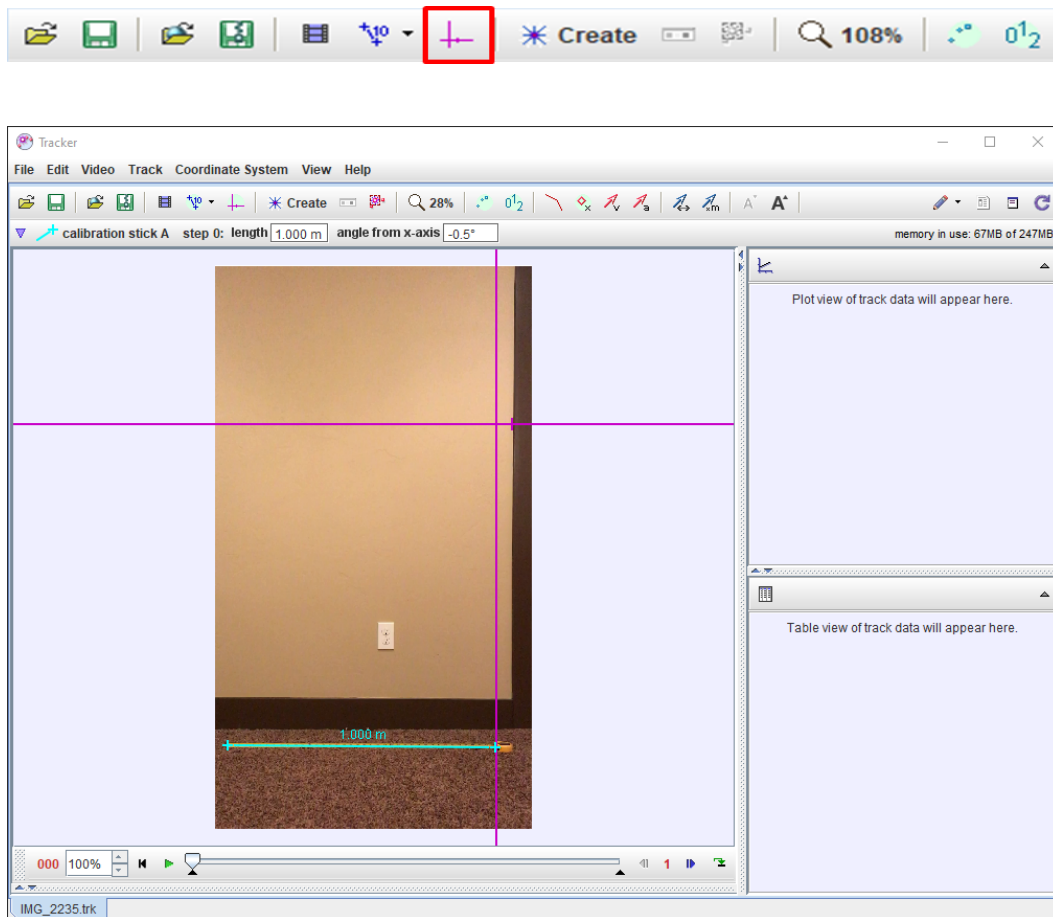 Create 108% 0¹2
Tracker
File Edit Video Track Coordinate System View Help
Create 28% 0¹2 A A
calibration stick A step 0: length 1.000 m angle from x-axis -0.5° memory in use: 67MB of 247MB
Plot view of track data will appear here.
Table view of track data will appear here.
1.000 m
000 100% 1
IMG_2235.trk